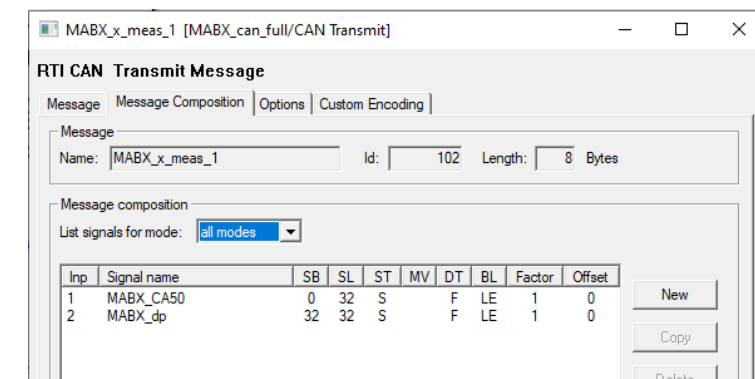 MABX_x_meas_1 [MABX_can_full/CAN Transmit]
RTI CAN Transmit Message
Message Message Composition Options Custom Encoding
Message
Name: MABX_x_meas_1 Id: 102 Length: 8 Bytes
Message composition
List signals for mode: all modes
Inp Signal name SB SL ST MV DT BL Factor Offset
1 MABX_CA50 0 32 S F LE 1 0
2 MABX_dp 32 32 S F LE 1 0
New
Copy
Delete